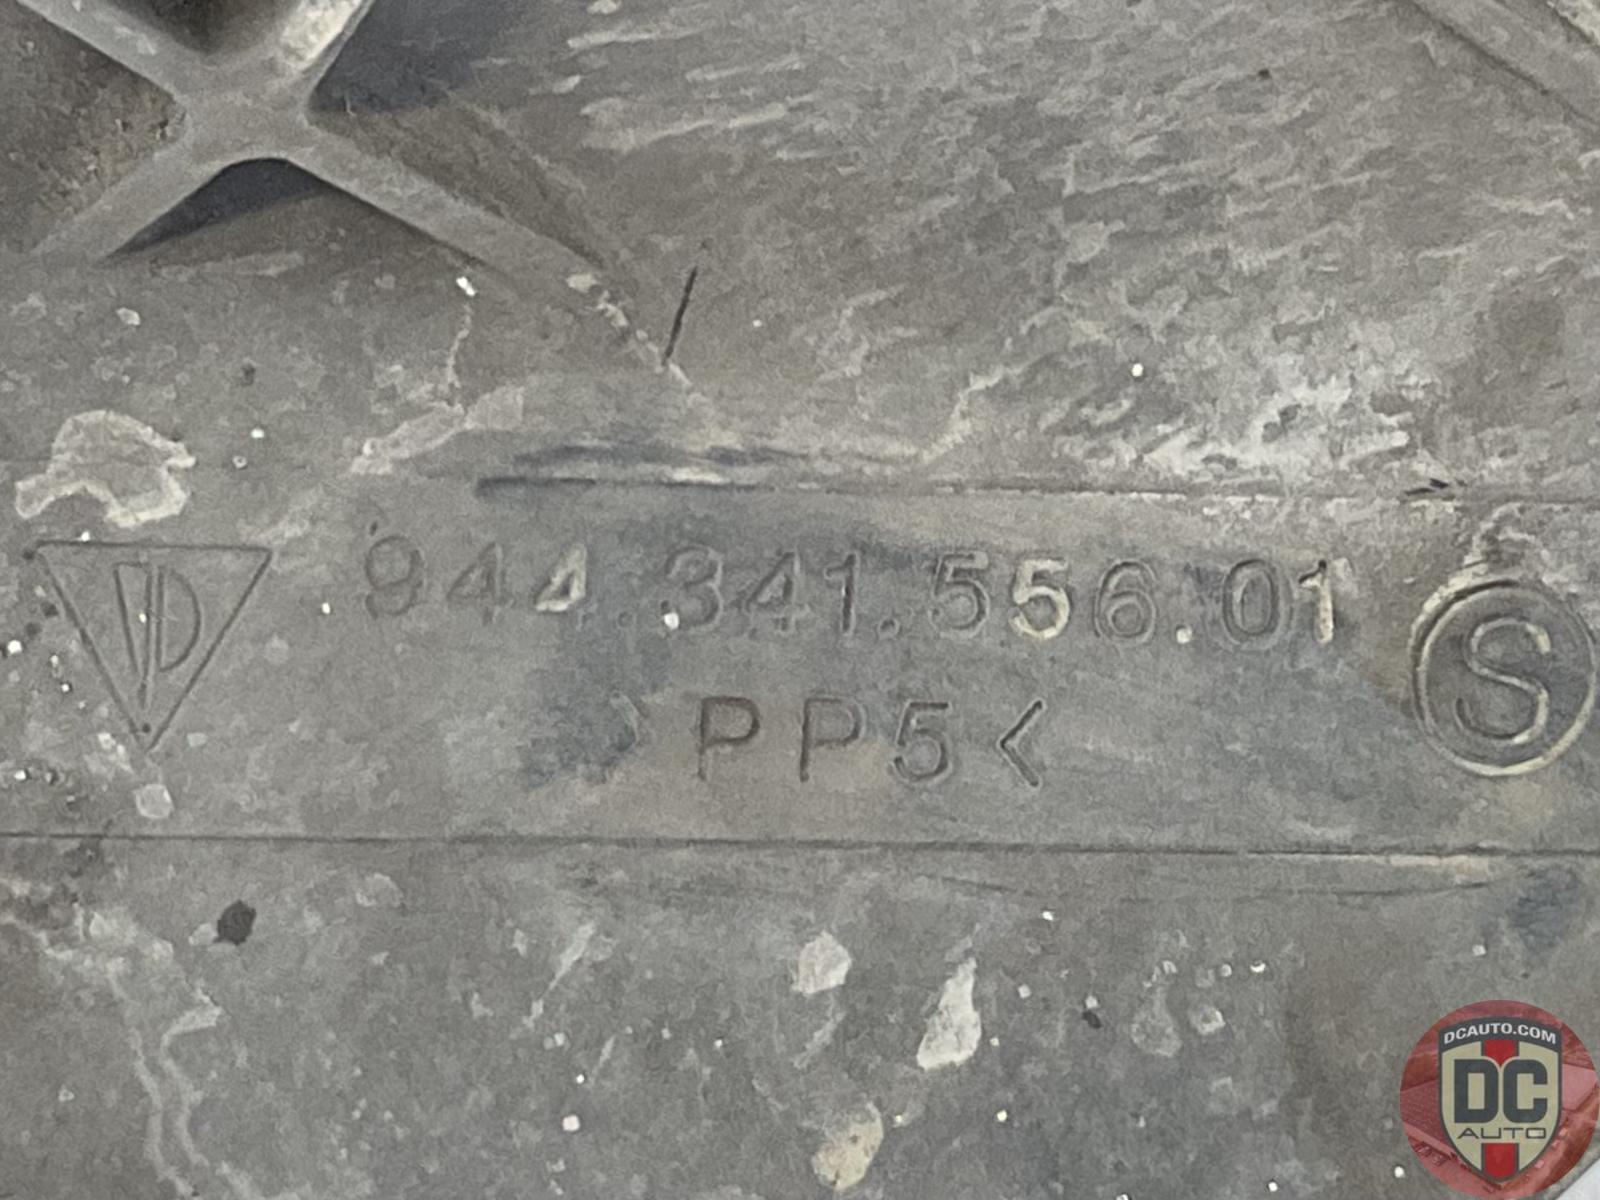 944.341.556.01
>PP5<
S
DCAUTO.COM
DC
AUTO